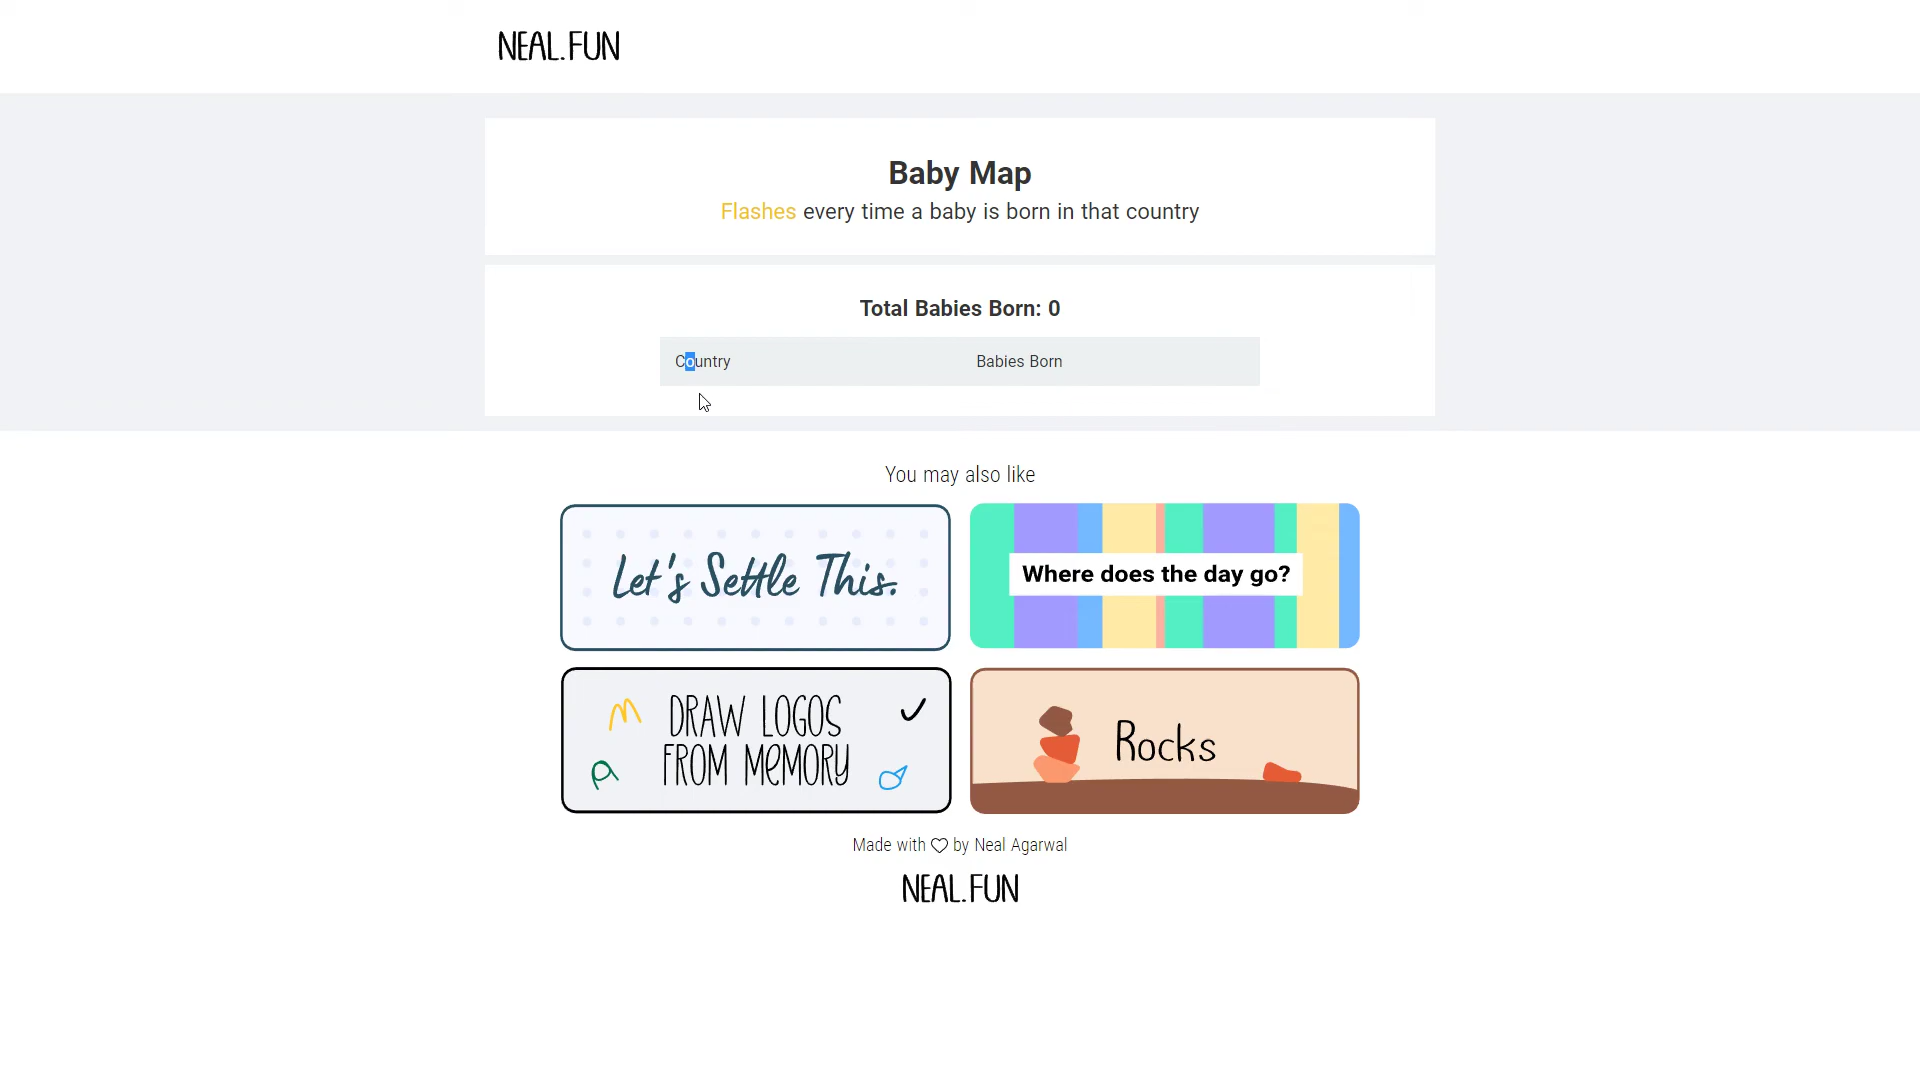 NEAL.FUN
Baby Map
Flashes every time a baby is born in that country
Total Babies Born: 0
Country Babies Born
You may also like
Let's Settle This.
Where does the day go?
DRAW LOGOS
FROM MEMORY
Rocks
Made with ♡ by Neal Agarwal
NEAL.FUN